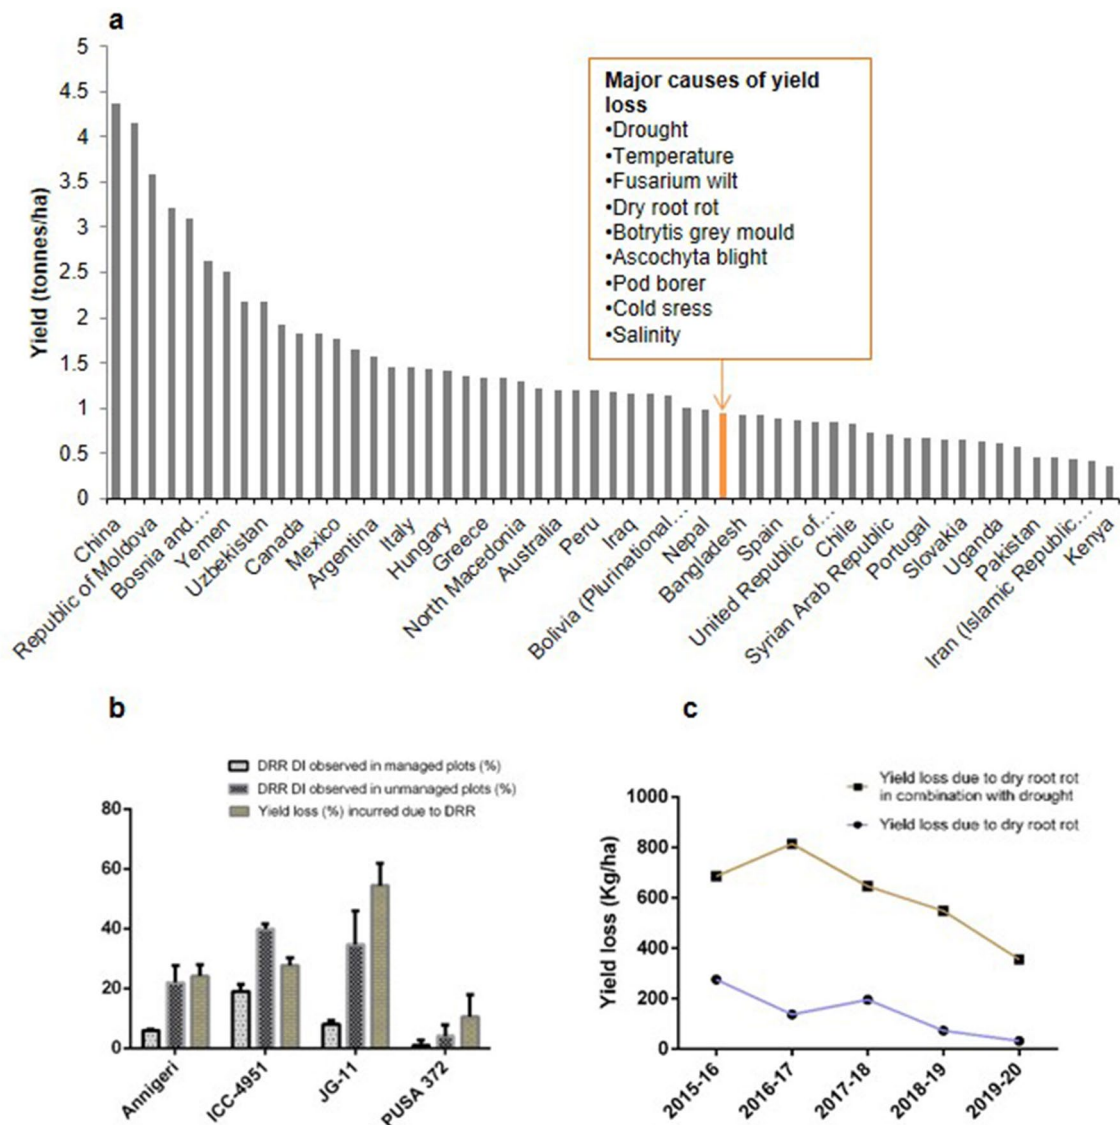 a
5
4.5
4
3.5
3
2.5
2
1.5
1
0.5
0
Yield (tonnes/ha)
Major causes of yield
loss
•Drought
•Temperature
•Fusarium wilt
•Dry root rot
•Botrytis grey mould
•Ascochyta blight
•Pod borer
•Cold sress
•Salinity
China
Republic of Moldova
Bosnia and...
Yemen
Uzbekistan
Canada
Mexico
Argentina
Italy
Hungary
Greece
North Macedonia
Australia
Peru
Iraq
Bolivia (Plurinational...
Nepal
Bangladesh
Spain
United Republic of...
Chile
Syrian Arab Republic
Portugal
Slovakia
Uganda
Pakistan
Iran (Islamic Republic...
Kenya
b
DRR DI observed in managed plots (%)
DRR DI observed in unmanaged plots (%)
Yield loss (%) incurred due to DRR
80
60
40
20
0
Annigeri
ICC-4951
JG-11
PUSA 372
c
Yield loss due to dry root rot
in combination with drought
Yield loss due to dry root rot
1000
800
600
400
200
0
Yield loss (Kg/ha)
2015-16
2016-17
2017-18
2018-19
2019-20